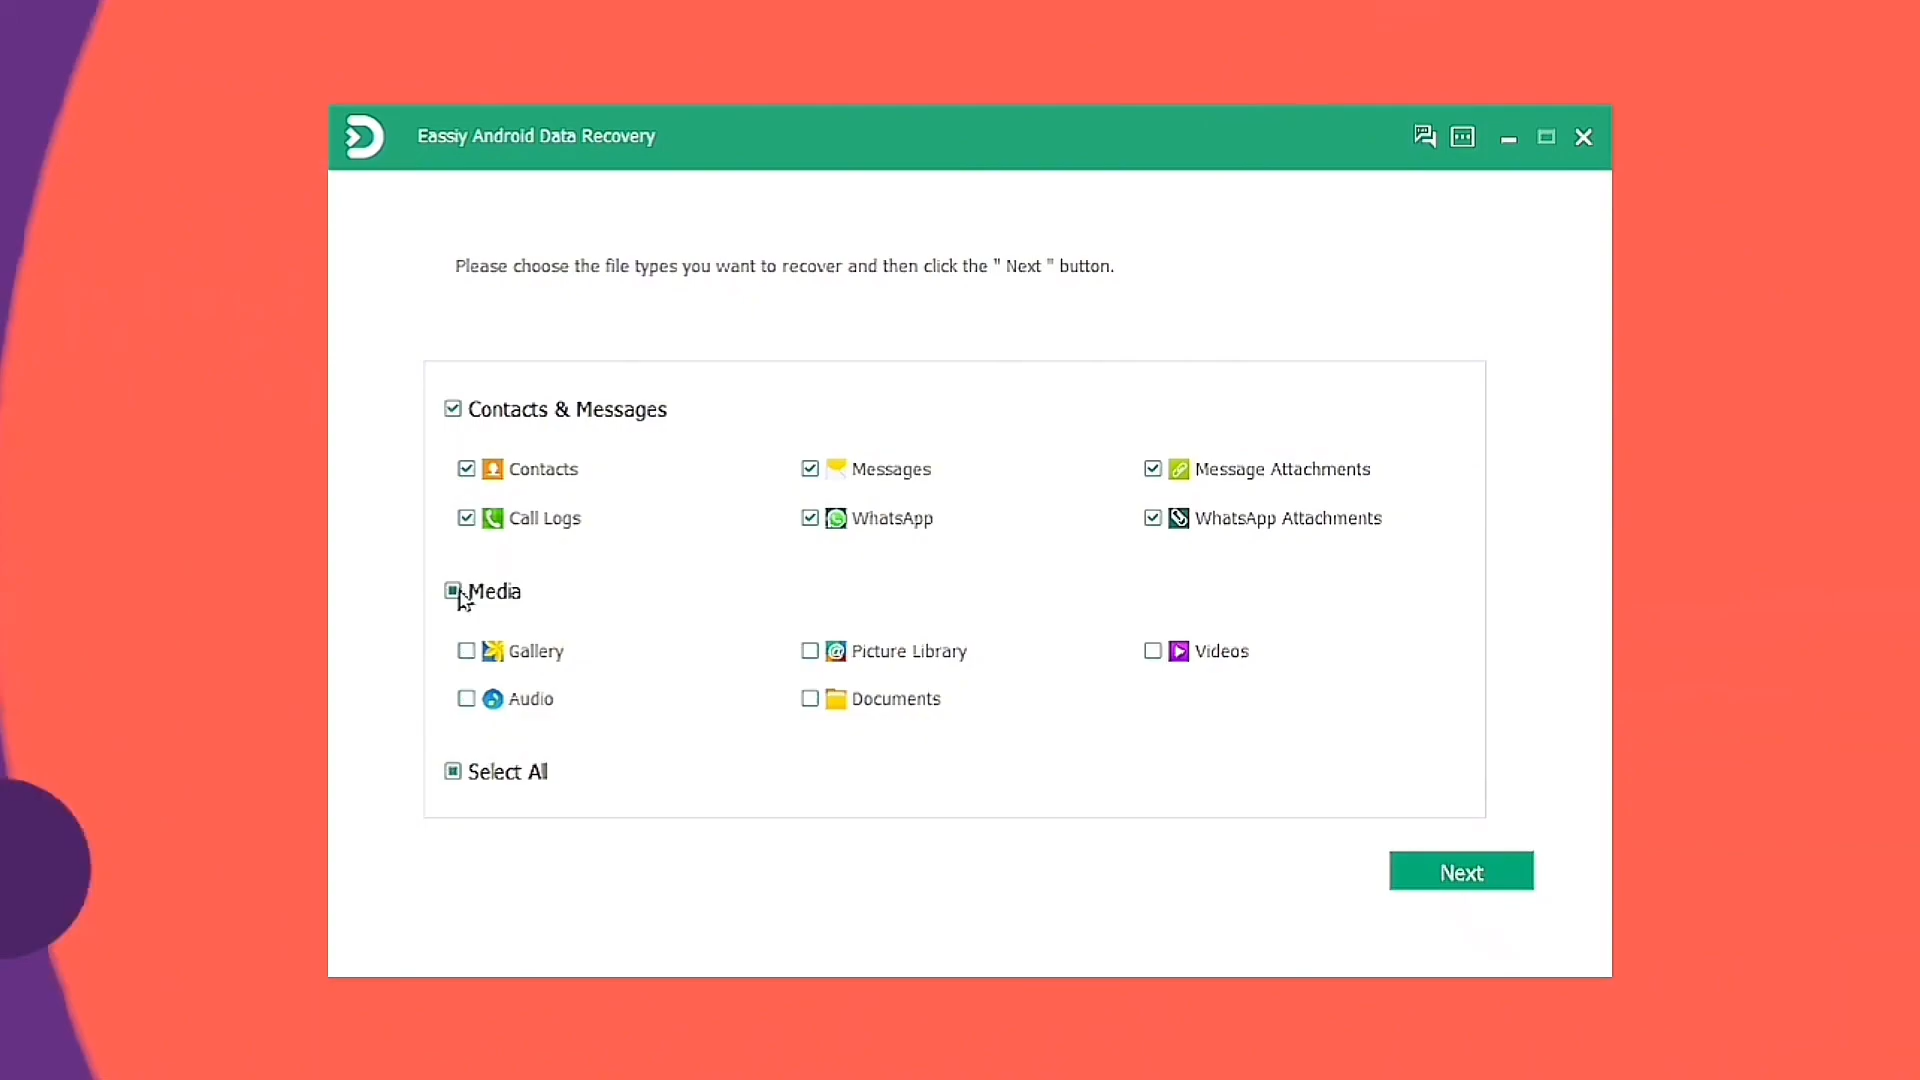 Eassiy Android Data Recovery
Please choose the file types you want to recover and then click the " Next " button.
Contacts & Messages
Contacts
Messages
Message Attachments
Call Logs
WhatsApp
WhatsApp Attachments
Media
Gallery
Picture Library
Videos
Audio
Documents
Select All
Next